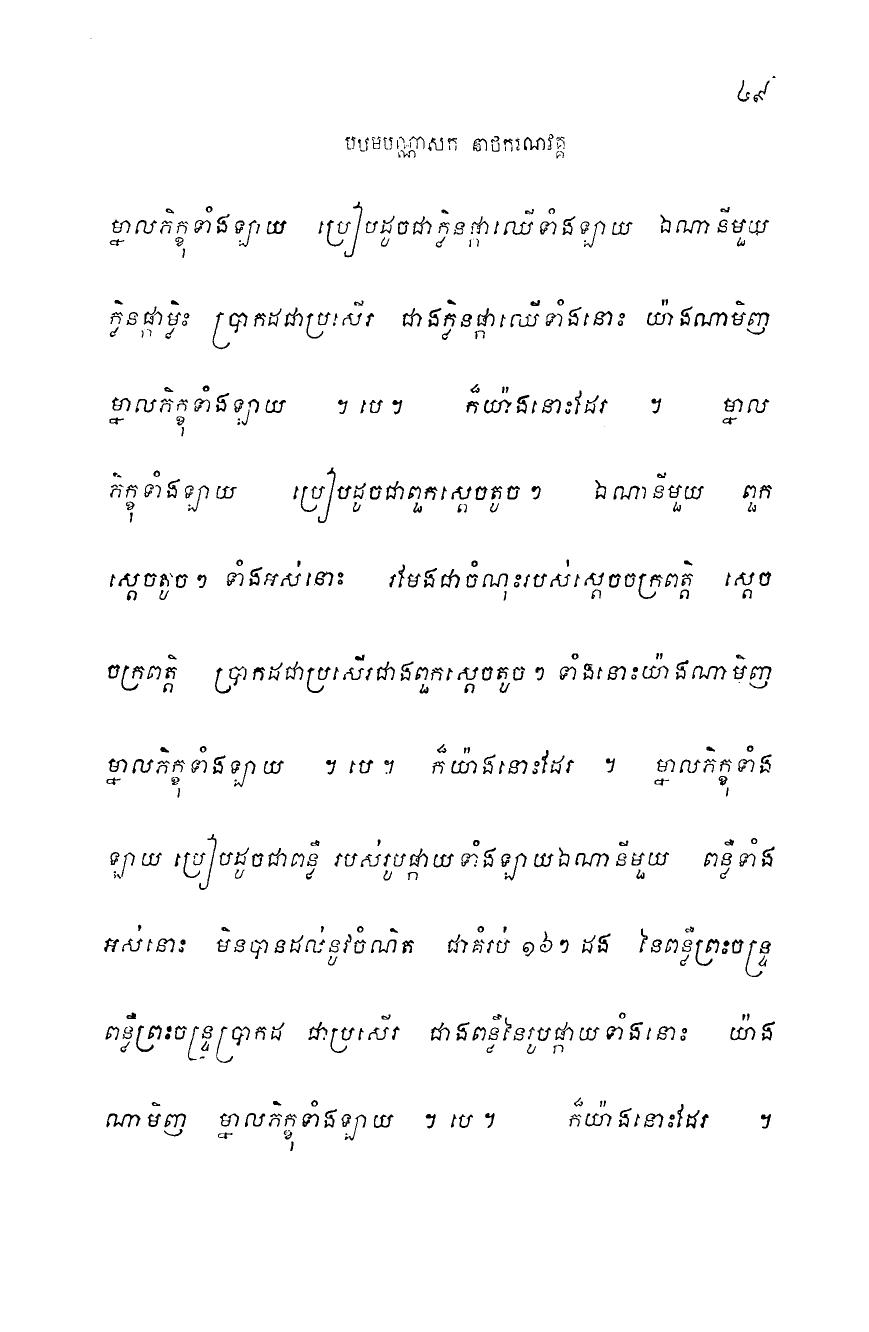 ៤៩
បឋមបណ្ណាសក នាថករណវគ្គ
ម្នាលភិក្ខុទាំងឡាយ ប្រៀបដូចជាក្លិនផ្កាឈើទាំងឡាយ ឯណានីមួយ
ក្លិនផ្កាម្លិះ ប្រាកដជាប្រសើរ ជាងក្លិនផ្កាឈើទាំងនោះ យ៉ាងណាមិញ
ម្នាលភិក្ខុទាំងឡាយ ។ បេ ។ ក៏យ៉ាងនោះដែរ ។ ម្នាល
ភិក្ខុទាំងឡាយ ប្រៀបដូចជាពួកស្តេចតូចៗ ឯណានីមួយ ពួក
ស្តេចតូចៗ ទាំងអស់នោះ រមែងជាចំណុះរបស់ស្តេចចក្រពត្តិ ស្តេច
ចក្រពត្តិ ប្រាកដជាប្រសើរជាងពួកស្តេចតូចៗ ទាំងនោះយ៉ាងណាមិញ
ម្នាលភិក្ខុទាំងឡាយ ។ បេ ។ ក៏យ៉ាងនោះដែរ ។ ម្នាលភិក្ខុទាំង
ឡាយ ប្រៀបដូចជាពន្លឺ របស់រូបផ្កាយទាំងឡាយឯណានីមួយ ពន្លឺទាំង
អស់នោះ មិនបានដល់នូវចំណិត ជាគំរប់ ១៦ៗ ដង នៃពន្លឺព្រះចន្ទ្រ
ពន្លឺព្រះចន្ទ្រប្រាកដ ជាប្រសើរ ជាងពន្លឺនៃរូបផ្កាយទាំងនោះ យ៉ាង
ណាមិញ ម្នាលភិក្ខុទាំងឡាយ ។ បេ ។ ក៏យ៉ាងនោះដែរ ។